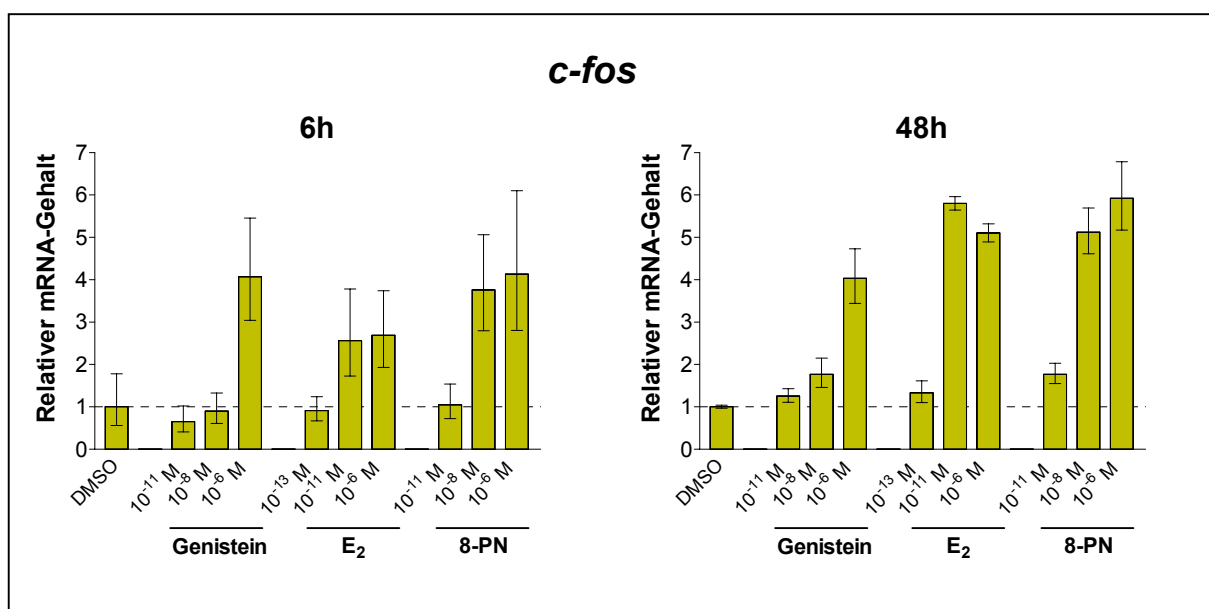 c-fos
6h
Relativer mRNA-Gehalt
7
6
5
4
3
2
1
0
DMSO
10⁻¹¹ M
10⁻⁸ M
10⁻⁶ M
10⁻¹³ M
10⁻¹¹ M
10⁻⁶ M
10⁻¹¹ M
10⁻⁸ M
10⁻⁶ M
Genistein
E₂
8-PN
48h
Relativer mRNA-Gehalt
7
6
5
4
3
2
1
0
DMSO
10⁻¹¹ M
10⁻⁸ M
10⁻⁶ M
10⁻¹³ M
10⁻¹¹ M
10⁻⁶ M
10⁻¹¹ M
10⁻⁸ M
10⁻⁶ M
Genistein
E₂
8-PN